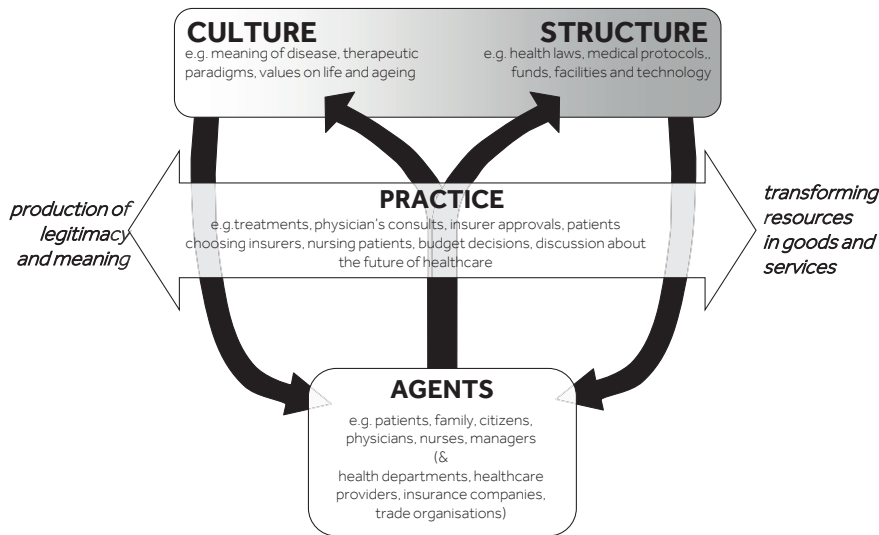 CULTURE
e.g. meaning of disease, therapeutic
paradigms, values on life and ageing
STRUCTURE
e.g. health laws, medical protocols,,
funds, facilities and technology
production of
legitimacy
and meaning
PRACTICE
e.g.treatments, physician's consults, insurer approvals, patients
choosing insurers, nursing patients, budget decisions, discussion about
the future of healthcare
transforming
resources
in goods and
services
AGENTS
e.g. patients, family, citizens,
physicians, nurses, managers
(&
health departments, healthcare
providers, insurance companies,
trade organisations)